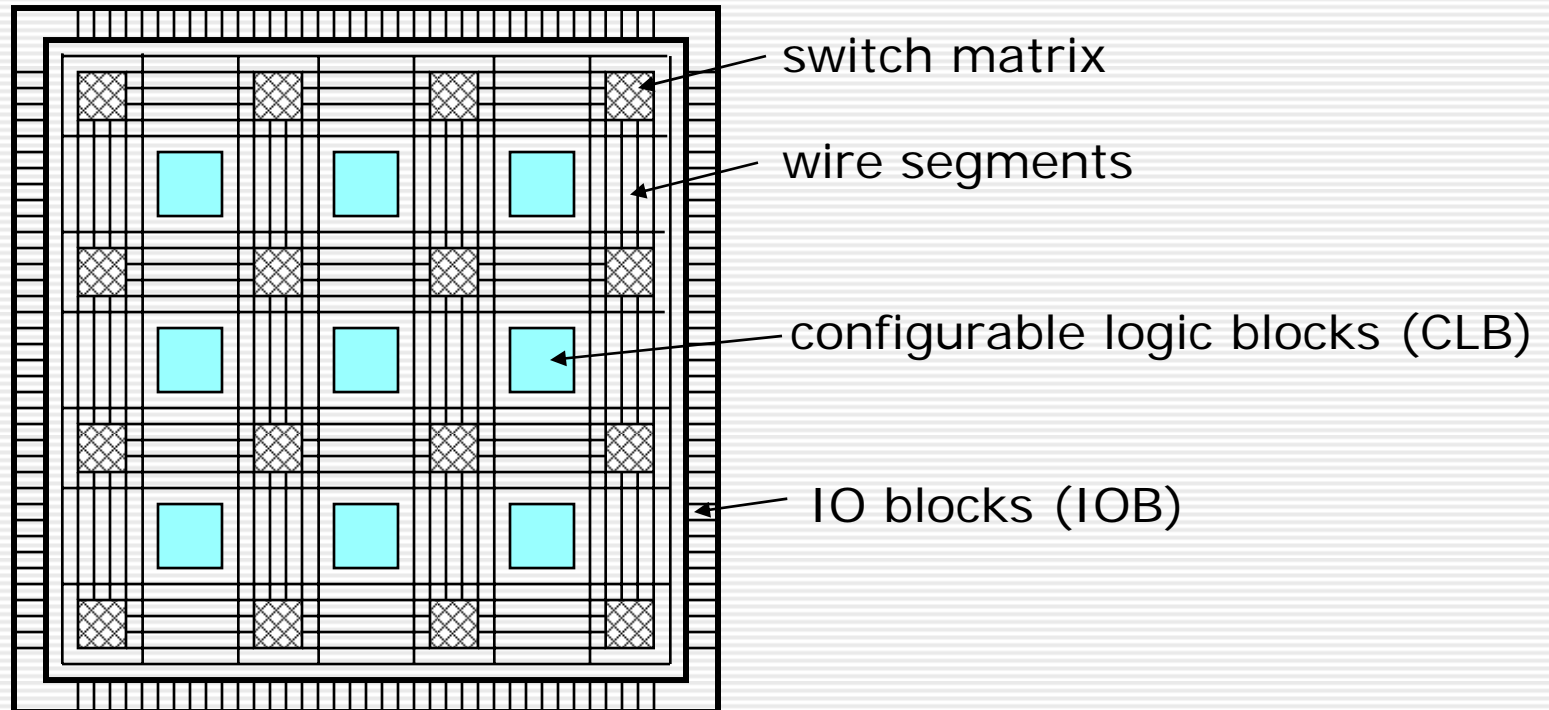 switch matrix
wire segments
configurable logic blocks (CLB)
IO blocks (IOB)